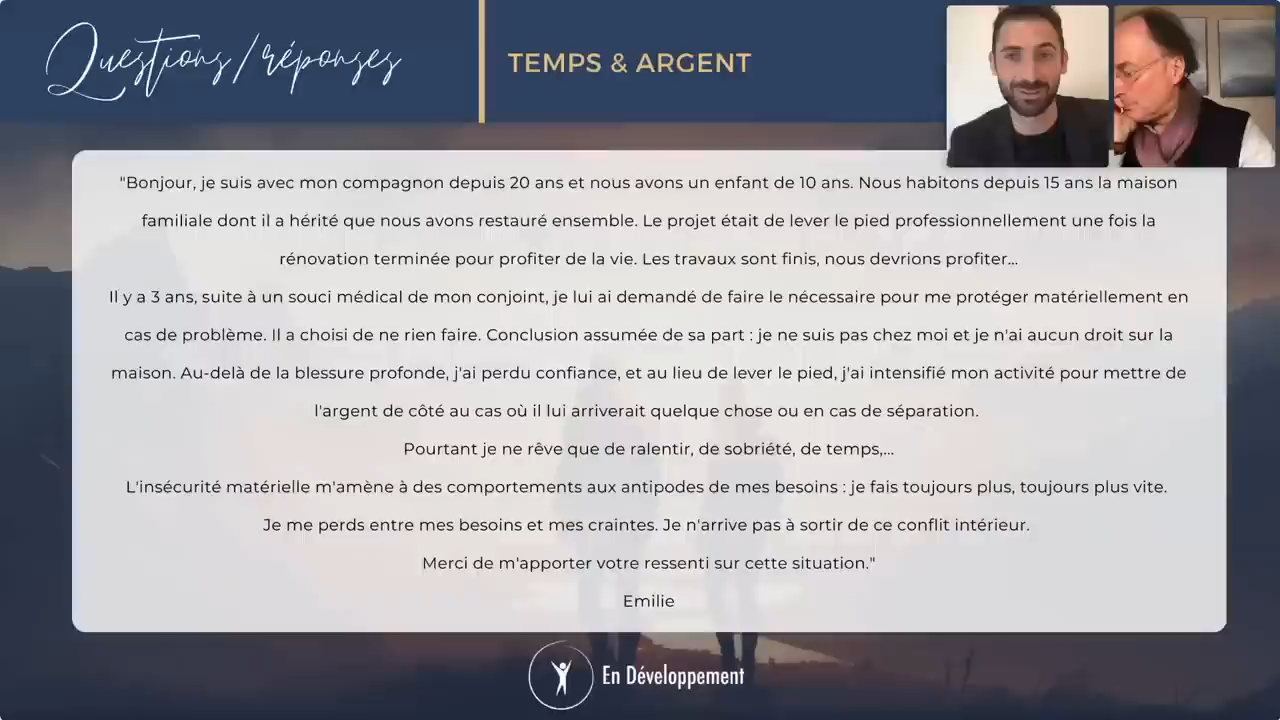 Questions/réponses
TEMPS & ARGENT
"Bonjour, je suis avec mon compagnon depuis 20 ans et nous avons un enfant de 10 ans. Nous habitons depuis 15 ans la maison
familiale dont il a hérité que nous avons restauré ensemble. Le projet était de lever le pied professionnellement une fois la
rénovation terminée pour profiter de la vie. Les travaux sont finis, nous devrions profiter...
Il y a 3 ans, suite à un souci médical de mon conjoint, je lui ai demandé de faire le nécessaire pour me protéger matériellement en
cas de problème. Il a choisi de ne rien faire. Conclusion assumée de sa part : je ne suis pas chez moi et je n'ai aucun droit sur la
maison. Au-delà de la blessure profonde, j'ai perdu confiance, et au lieu de lever le pied, j'ai intensifié mon activité pour mettre de
l'argent de côté au cas où il lui arriverait quelque chose ou en cas de séparation.
Pourtant je ne rêve que de ralentir, de sobriété, de temps,...
L'insécurité matérielle m'amène à des comportements aux antipodes de mes besoins : je fais toujours plus, toujours plus vite.
Je me perds entre mes besoins et mes craintes. Je n'arrive pas à sortir de ce conflit intérieur.
Merci de m'apporter votre ressenti sur cette situation."
Emilie
En Développement